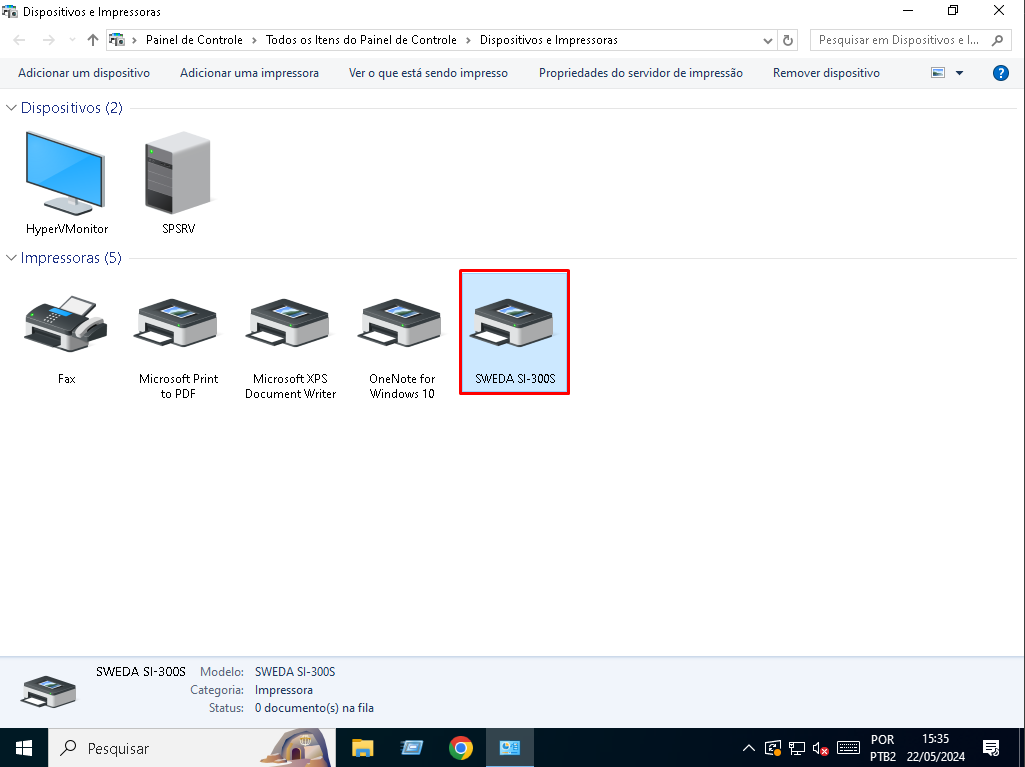 Dispositivos e Impressoras
Painel de Controle > Todos os Itens do Painel de Controle > Dispositivos e Impressoras
Pesquisar em Dispositivos e I...
Adicionar um dispositivo
Adicionar uma impressora
Ver o que está sendo impresso
Propriedades do servidor de impressão
Remover dispositivo
?
Dispositivos (2)
HyperVMonitor
SPSRV
Impressoras (5)
Fax
Microsoft Print
to PDF
Microsoft XPS
Document Writer
OneNote for
Windows 10
SWEDA SI-300S
SWEDA SI-300S
Modelo: SWEDA SI-300S
Categoria: Impressora
Status: 0 documento(s) na fila
Pesquisar
POR
PTB2
15:35
22/05/2024